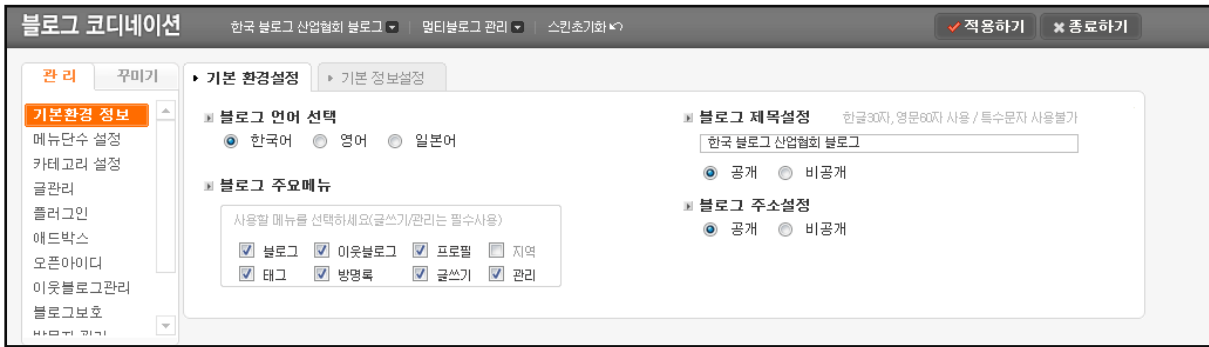 블로그 코디네이션
한국 블로그 산업협회 블로그
멀티블로그 관리
스킨초기화
적용하기
종료하기
관 리
꾸미기
기본환경 정보
메뉴단수 설정
카테고리 설정
글관리
플러그인
애드박스
오픈아이디
이웃블로그관리
블로그보호
기본 환경설정
기본 정보설정
블로그 언어 선택
한국어 영어 일본어
블로그 주요메뉴
사용할 메뉴를 선택하세요(글쓰기/관리는 필수사용)
블로그 이웃블로그 프로필 지역
태그 방명록 글쓰기 관리
블로그 제목설정 한글30자, 영문60자 사용 / 특수문자 사용불가
한국 블로그 산업협회 블로그
공개 비공개
블로그 주소설정
공개 비공개